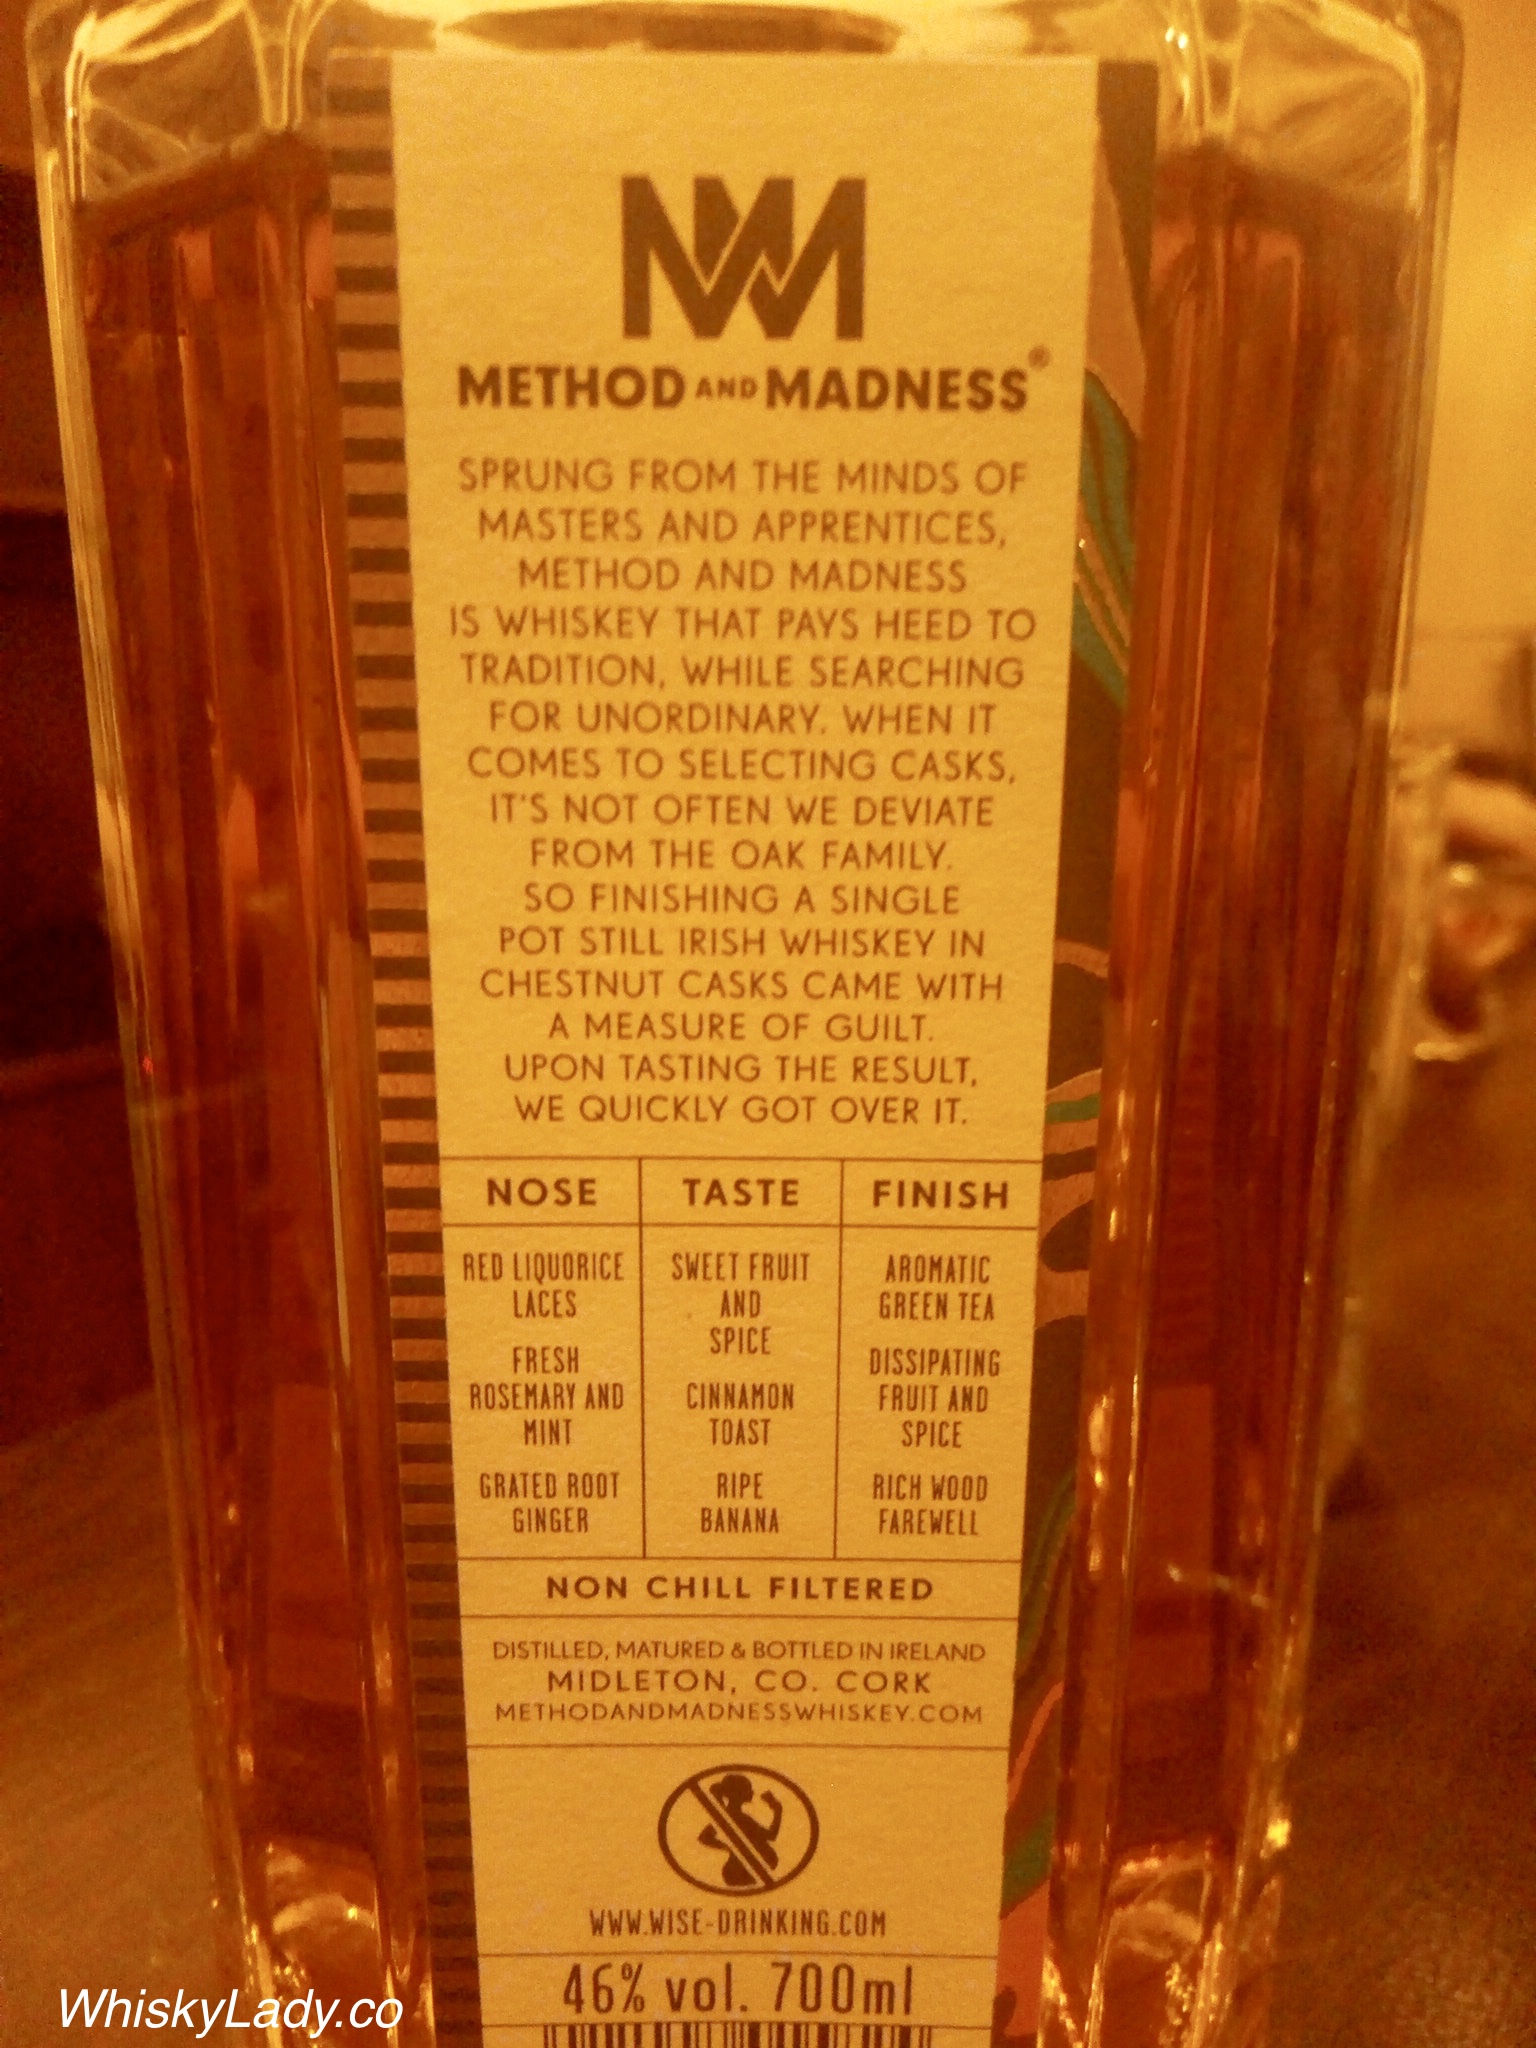 METHOD AND MADNESS®
SPRUNG FROM THE MINDS OF
MASTERS AND APPRENTICES,
METHOD AND MADNESS
IS WHISKEY THAT PAYS HEED TO
TRADITION, WHILE SEARCHING
FOR UNORDINARY. WHEN IT
COMES TO SELECTING CASKS,
IT'S NOT OFTEN WE DEVIATE
FROM THE OAK FAMILY.
SO FINISHING A SINGLE
POT STILL IRISH WHISKEY IN
CHESTNUT CASKS CAME WITH
A MEASURE OF GUILT.
UPON TASTING THE RESULT,
WE QUICKLY GOT OVER IT.
NOSE
RED LIQUORICE
LACES
FRESH
ROSEMARY AND
MINT
GRATED ROOT
GINGER
TASTE
SWEET FRUIT
AND
SPICE
CINNAMON
TOAST
RIPE
BANANA
FINISH
AROMATIC
GREEN TEA
DISSIPATING
FRUIT AND
SPICE
RICH WOOD
FAREWELL
NON CHILL FILTERED
DISTILLED, MATURED & BOTTLED IN IRELAND
MIDLETON, CO. CORK
METHODANDMADNESSWHISKEY.COM
WWW.WISE-DRINKING.COM
46% vol. 700ml
WhiskyLady.co